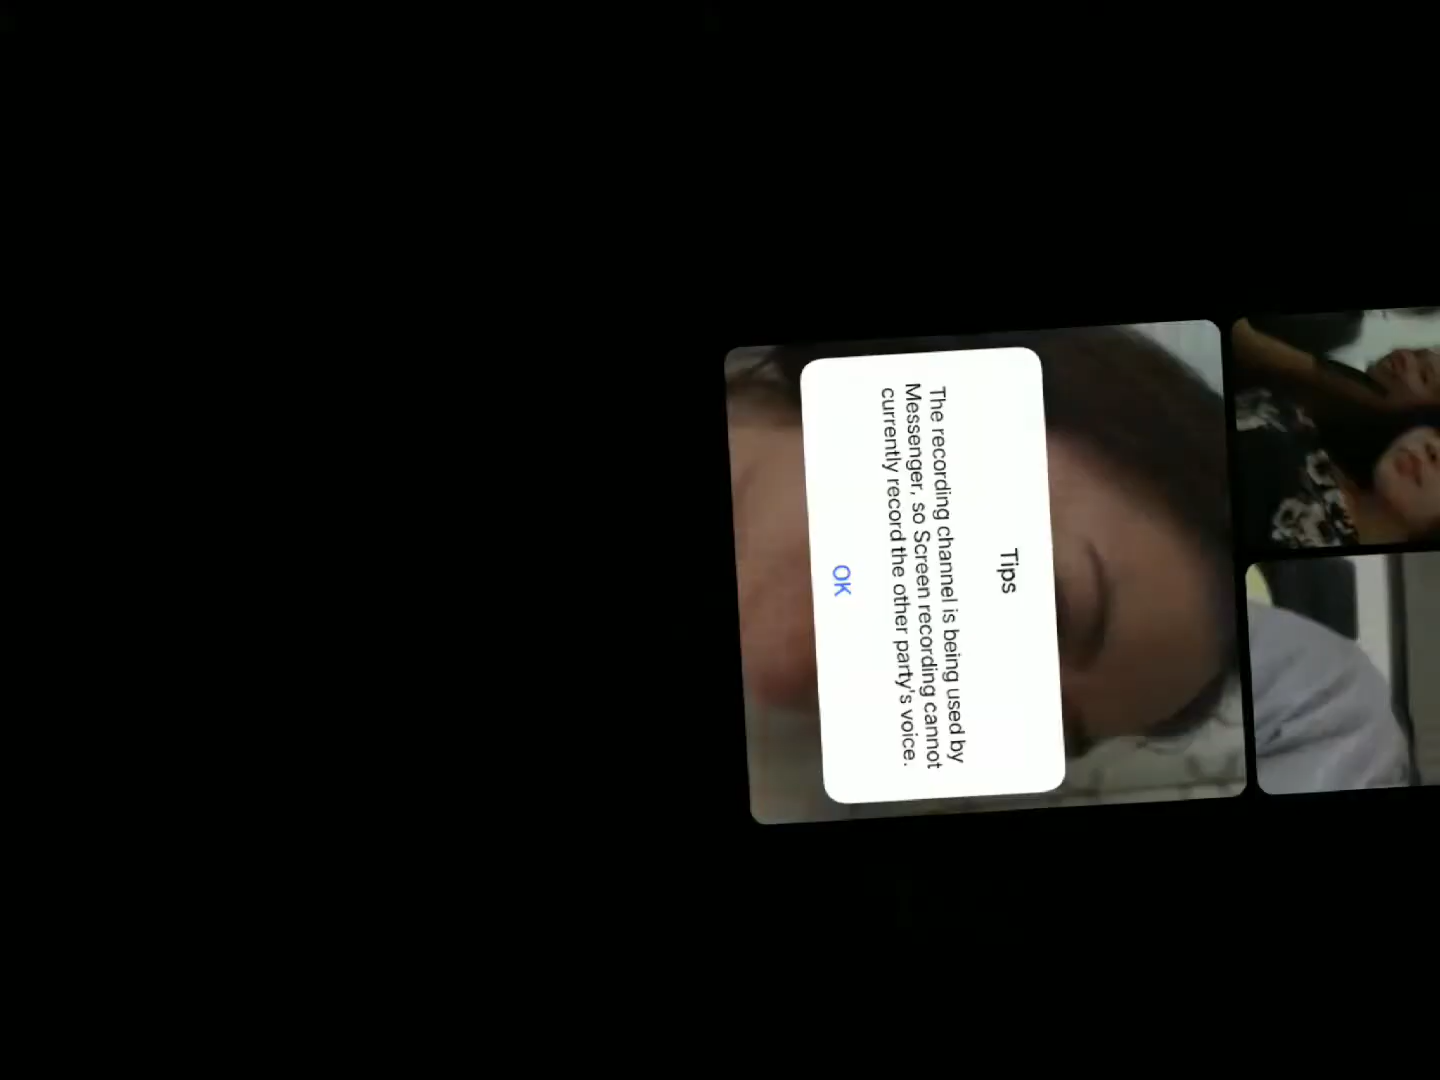 Tips
The recording channel is being used by
Messenger, so Screen recording cannot
currently record the other party's voice.
OK